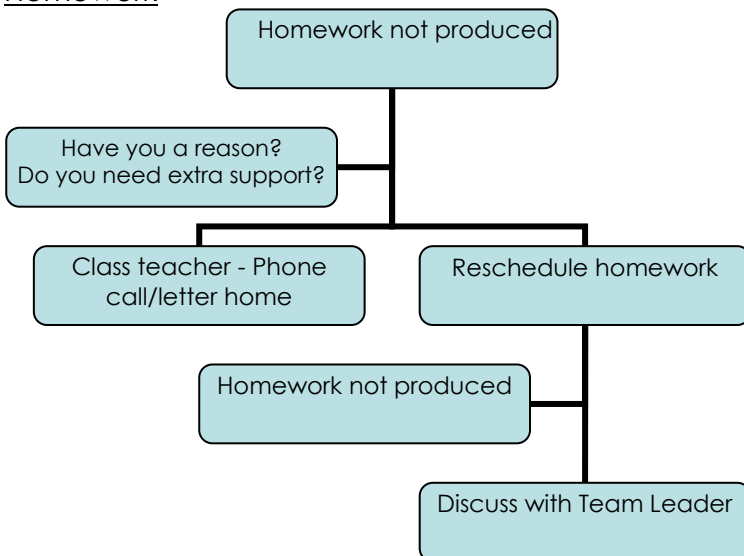 Homework
Homework not produced
Have you a reason?
Do you need extra support?
Class teacher - Phone
call/letter home
Reschedule homework
Homework not produced
Discuss with Team Leader